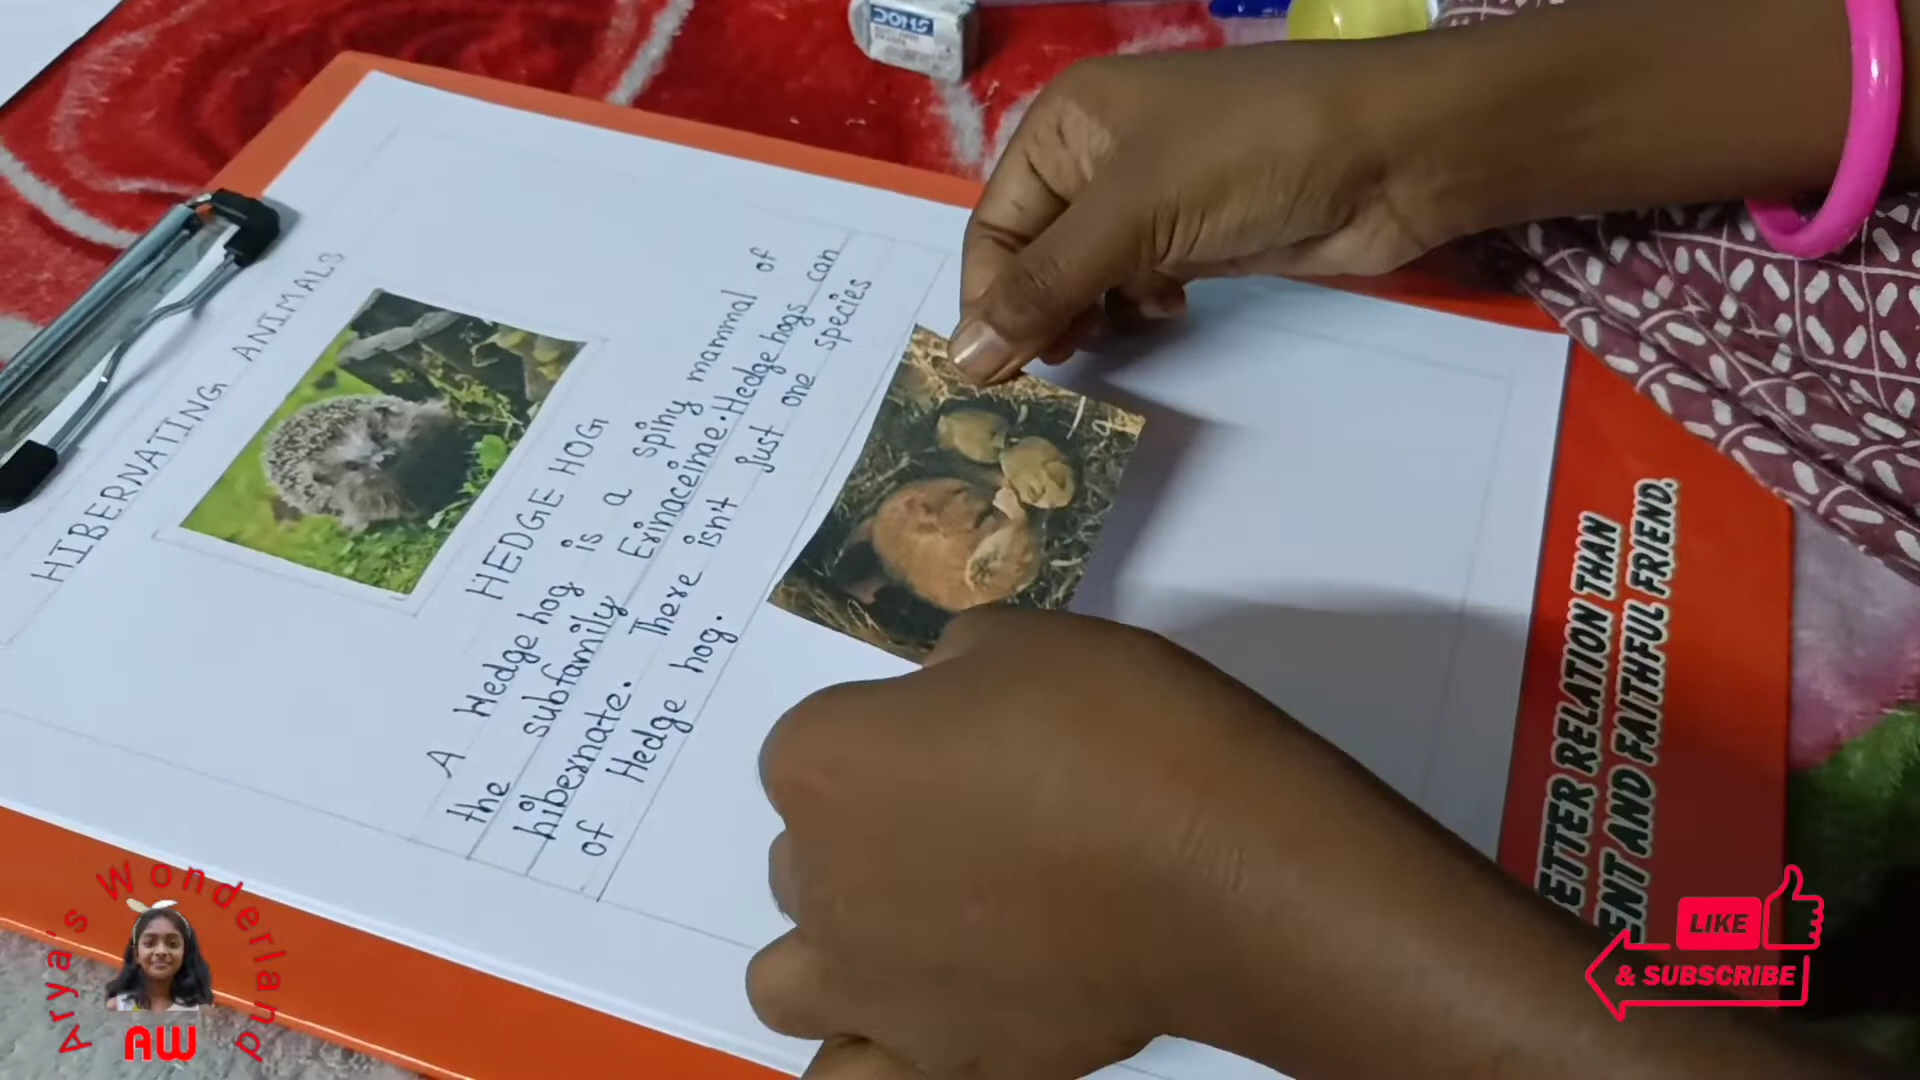 HIBERNATING ANIMALS
HEDGE HOG
A Hedge hog is a spiny mammal of
the subfamily Erinaceinae. Hedge hogs can
hibernate. There isn't just one species
of Hedge hog.
DOMS
ETTER RELATION THAN
ENT AND FAITHFUL FRIEND.
Arya's Wonderland
AW
LIKE
& SUBSCRIBE